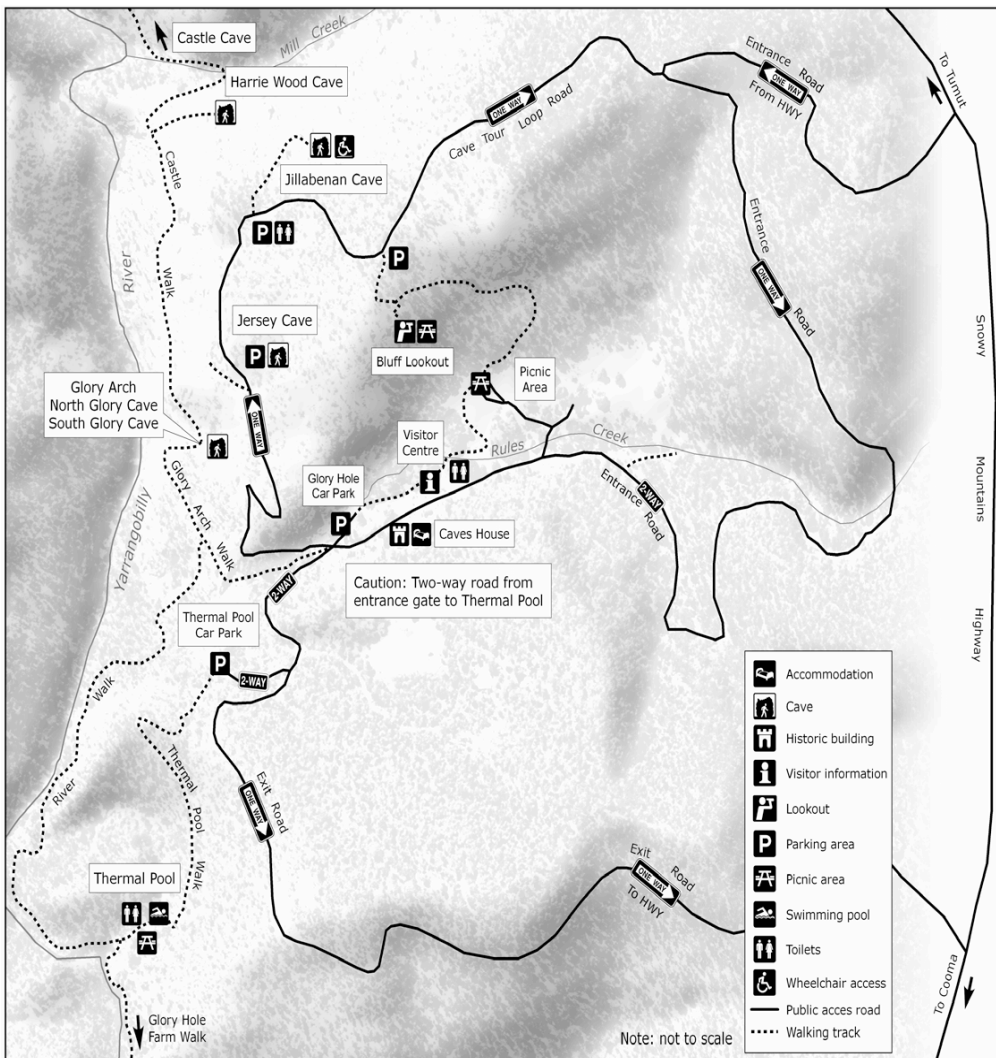 Castle Cave
Mill Creek
Harrie Wood Cave
Entrance Road
ONE WAY
From HWY
To Tumut
ONE WAY
Cave Tour Loop Road
Castle
Jillabenan Cave
P
River
Walk
P
Entrance
ONE WAY
Road
Jersey Cave
P
Bluff Lookout
Picnic
Area
Snowy
Glory Arch
North Glory Cave
South Glory Cave
ONE WAY
Visitor
Centre
Rules Creek
Glory Hole
Car Park
Entrance Road
2-WAY
Glory
Arch
Walk
P
Caves House
Mountains
Yarrangobilly
2-WAY
Caution: Two-way road from
entrance gate to Thermal Pool
Thermal Pool
Car Park
P
2-WAY
Highway
Walk
River
Thermal Pool Walk
Exit Road
ONE WAY
Exit Road
ONE WAY
To HWY
Thermal Pool
Glory Hole
Farm Walk
Accommodation
Cave
Historic building
Visitor information
Lookout
P
Parking area
Picnic area
Swimming pool
Toilets
Wheelchair access
Public acces road
Walking track
To Cooma
Note: not to scale